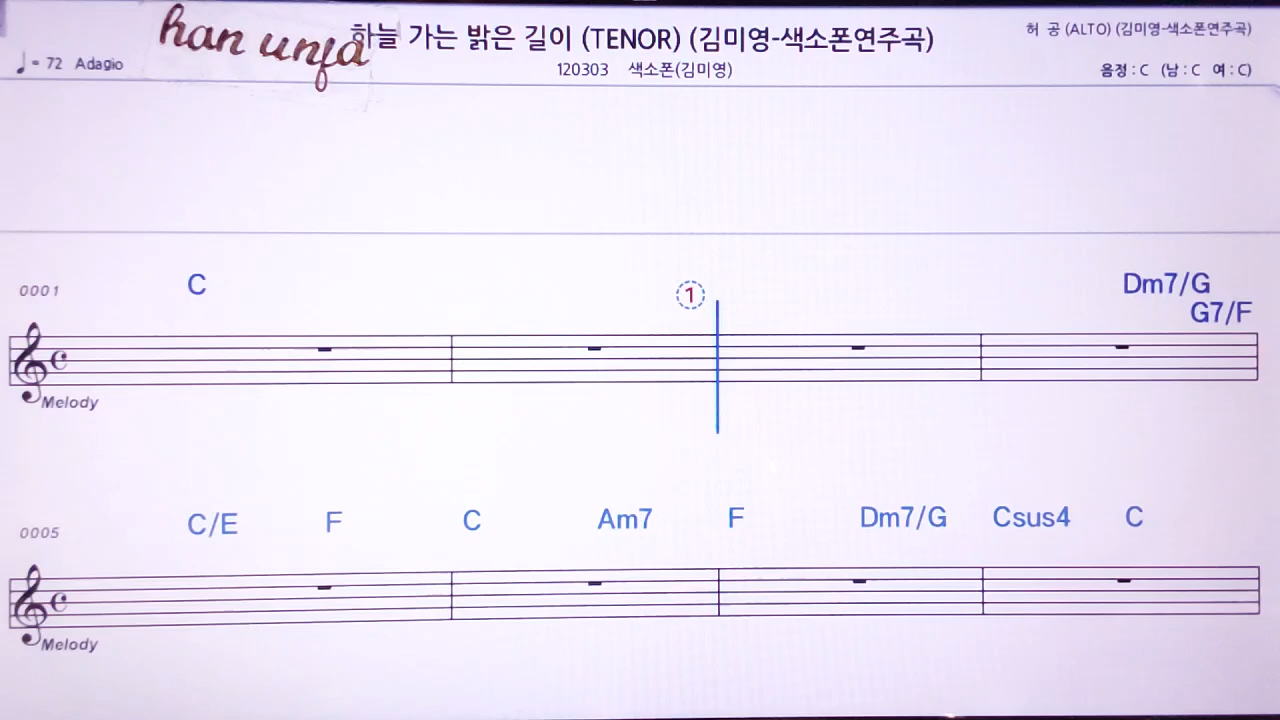 han unfa
하늘 가는 밝은 길이 (TENOR) (김미영-색소폰연주곡)
허 공 (ALTO) (김미영-색소폰연주곡)
♩= 72 Adagio
120303 색소폰(김미영)
음정 : C (남 : C 여 : C)
0001
C
1
Dm7/G
G7/F
Melody
0005
C/E F C Am7 F Dm7/G Csus4 C
Melody